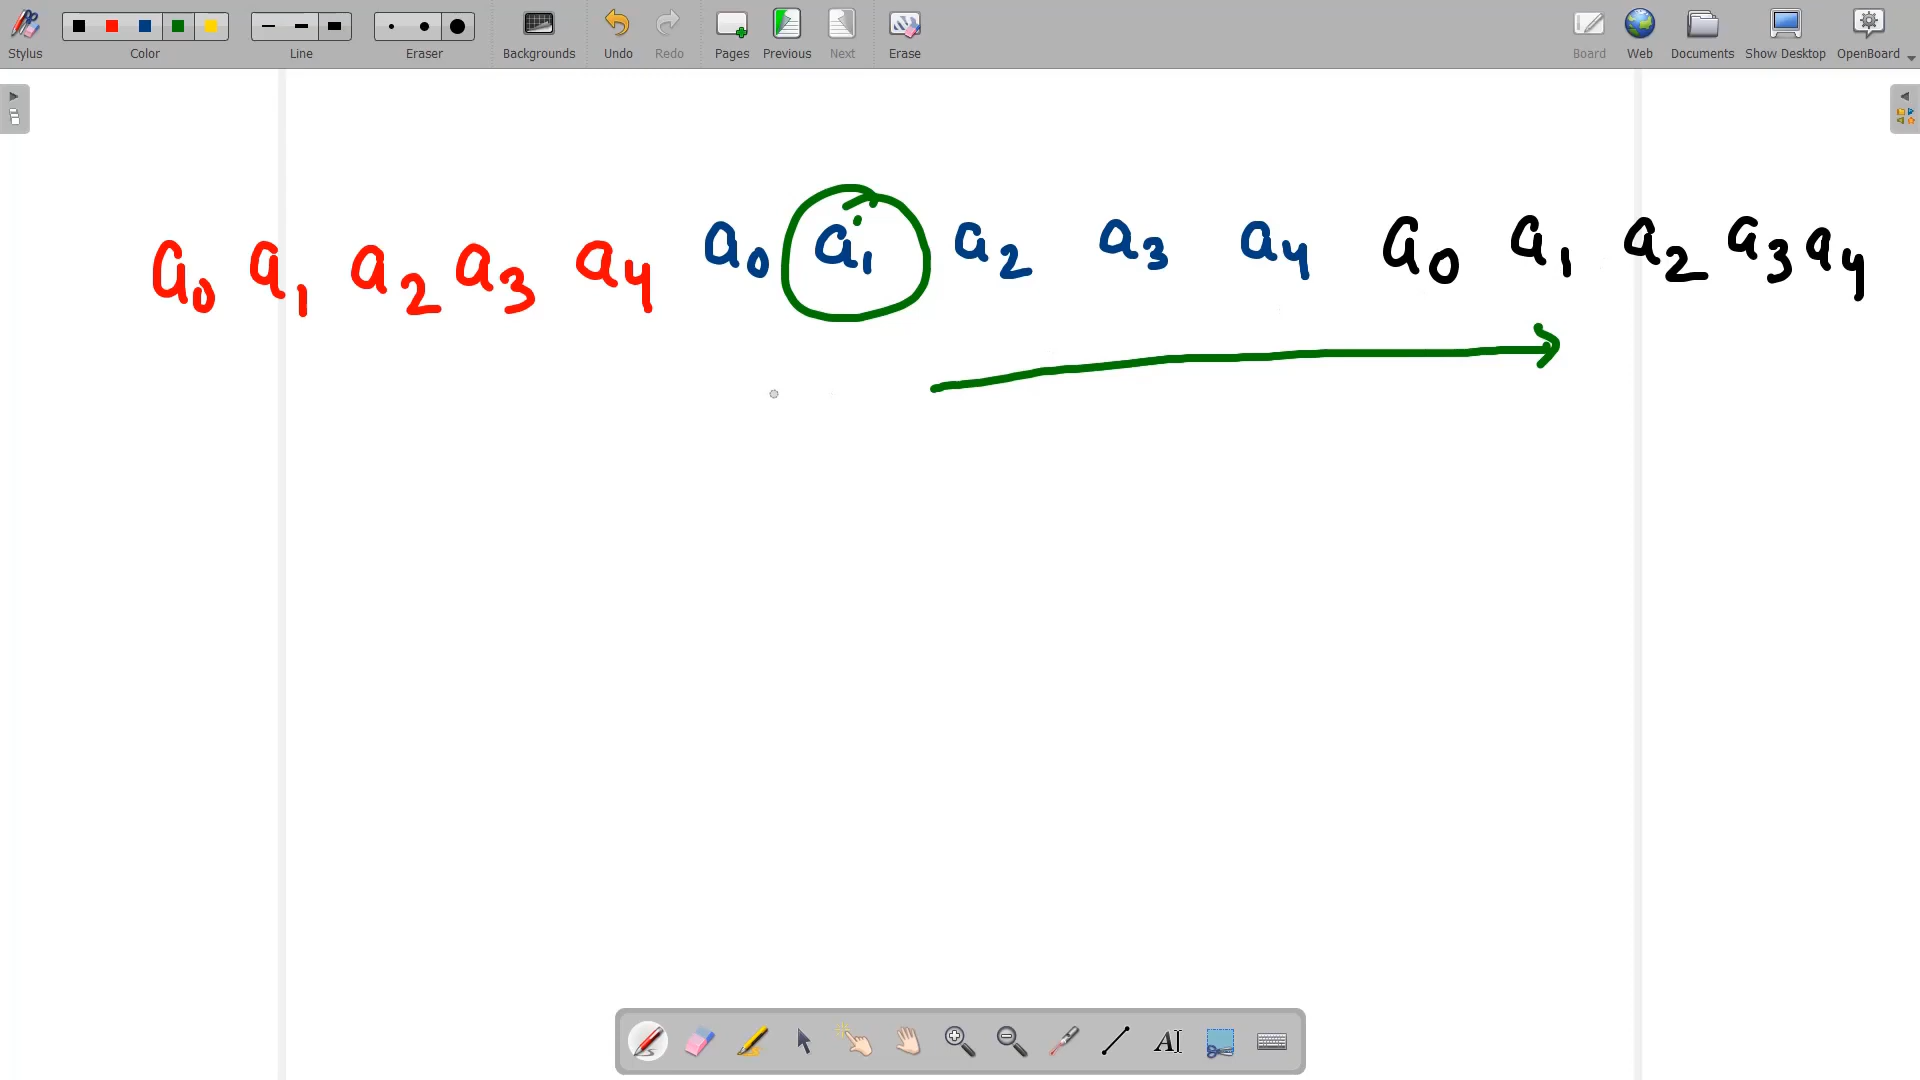 Stylus Color Line Eraser Backgrounds Undo Redo Pages Previous Next Erase Board Web Documents Show Desktop OpenBoard
a₀ a₁ a₂ a₃ a₄ a₀ a₁ a₂ a₃ a₄ a₀ a₁ a₂ a₃ a₄